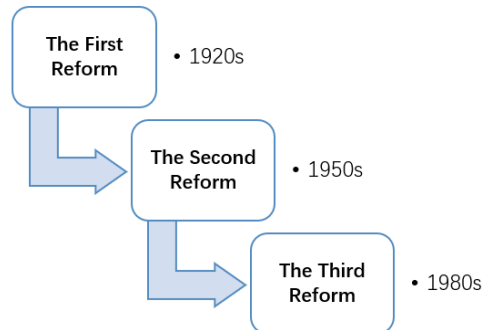 The First
Reform
• 1920s
The Second
Reform
• 1950s
The Third
Reform
• 1980s